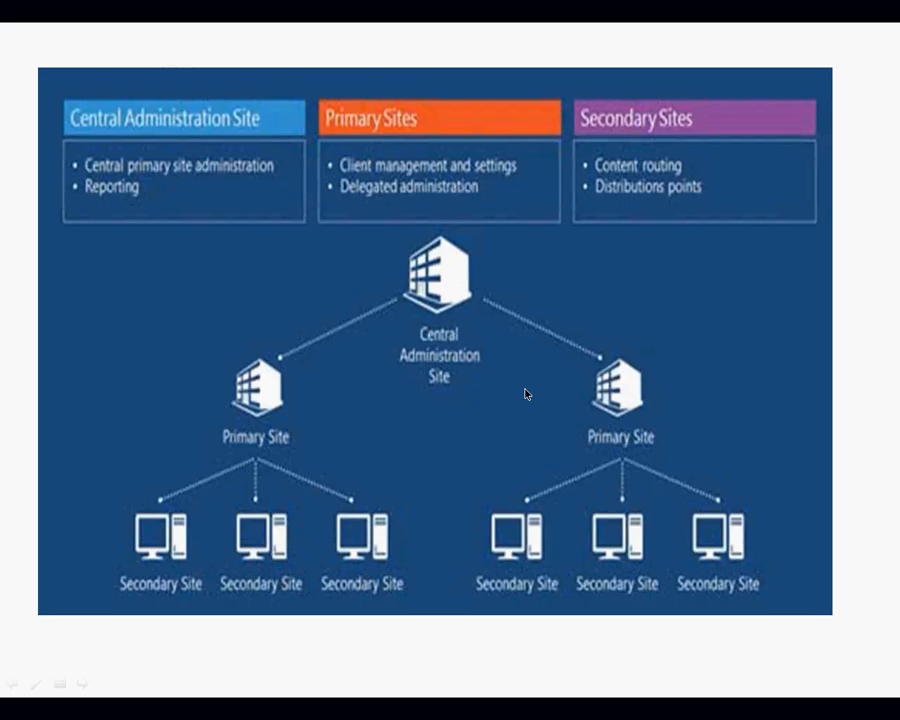 Central Administration Site
• Central primary site administration
• Reporting
Primary Sites
• Client management and settings
• Delegated administration
Secondary Sites
• Content routing
• Distributions points
Central
Administration
Site
Primary Site
Primary Site
Secondary Site
Secondary Site
Secondary Site
Secondary Site
Secondary Site
Secondary Site